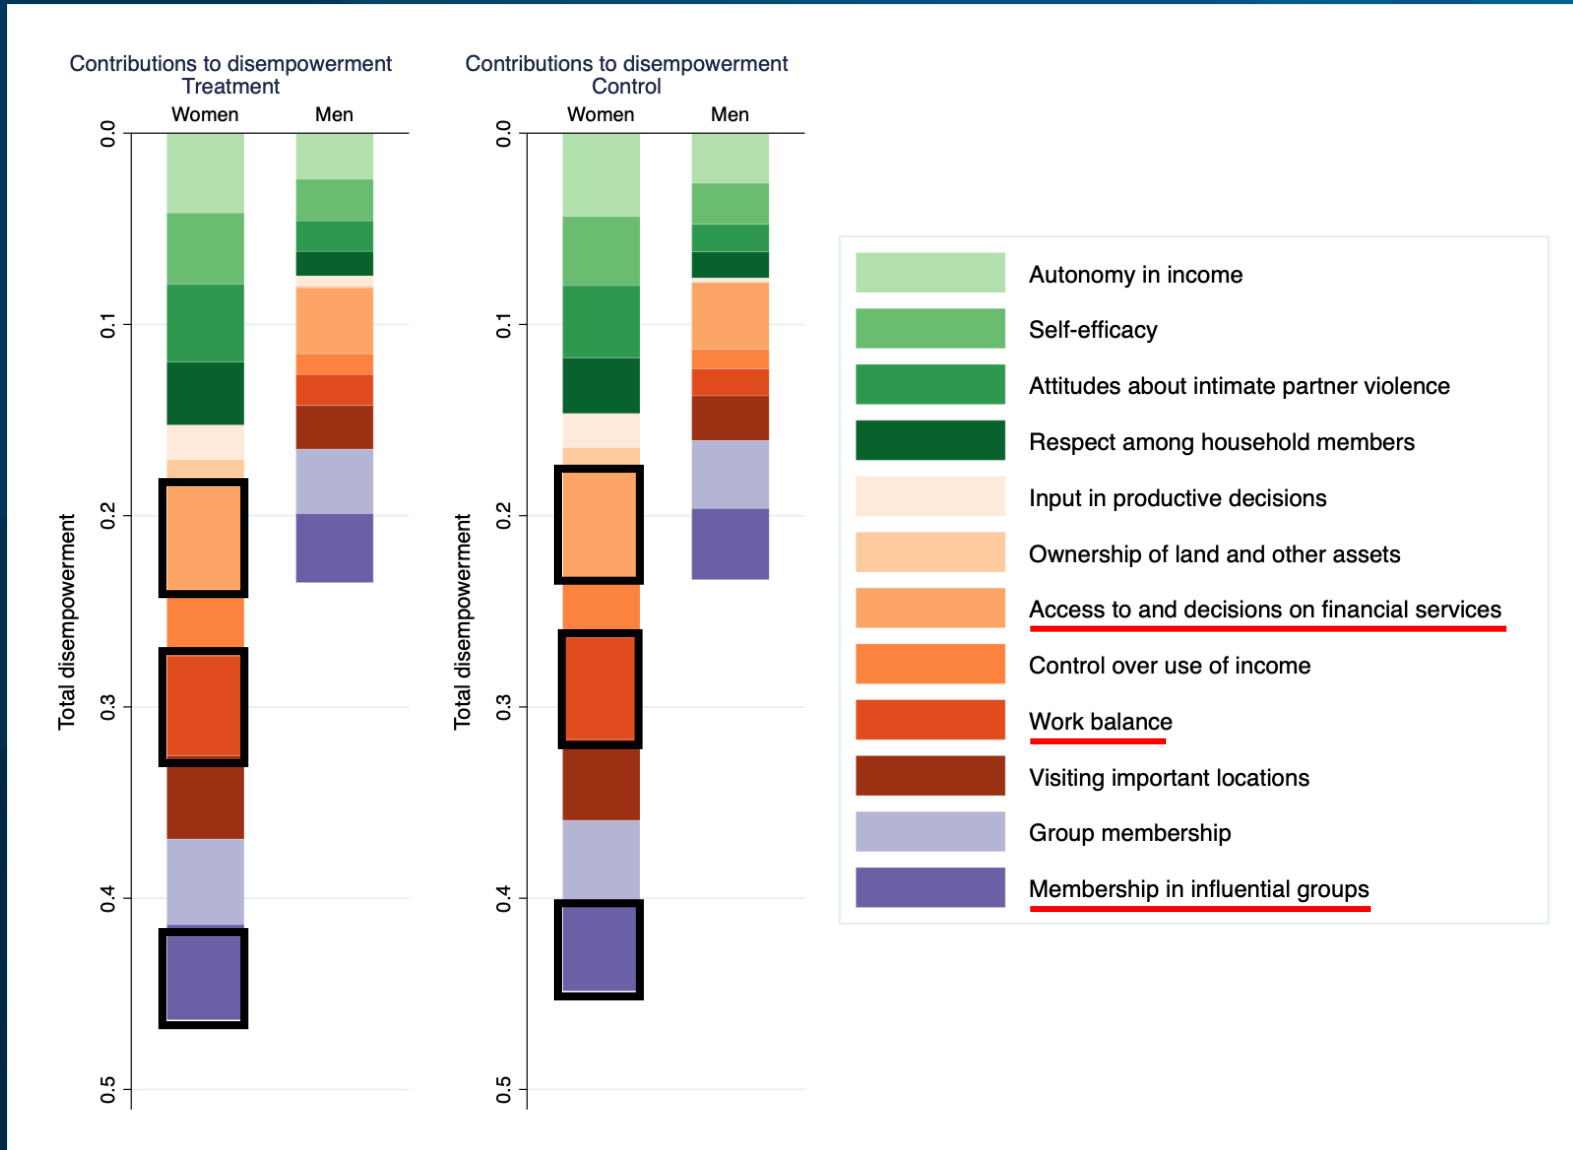 Contributions to disempowerment
Treatment
Women Men
0.0
0.1
0.2
0.3
0.4
0.5
Total disempowerment
Contributions to disempowerment
Control
Women Men
0.0
0.1
0.2
0.3
0.4
0.5
Total disempowerment
Autonomy in income
Self-efficacy
Attitudes about intimate partner violence
Respect among household members
Input in productive decisions
Ownership of land and other assets
Access to and decisions on financial services
Control over use of income
Work balance
Visiting important locations
Group membership
Membership in influential groups